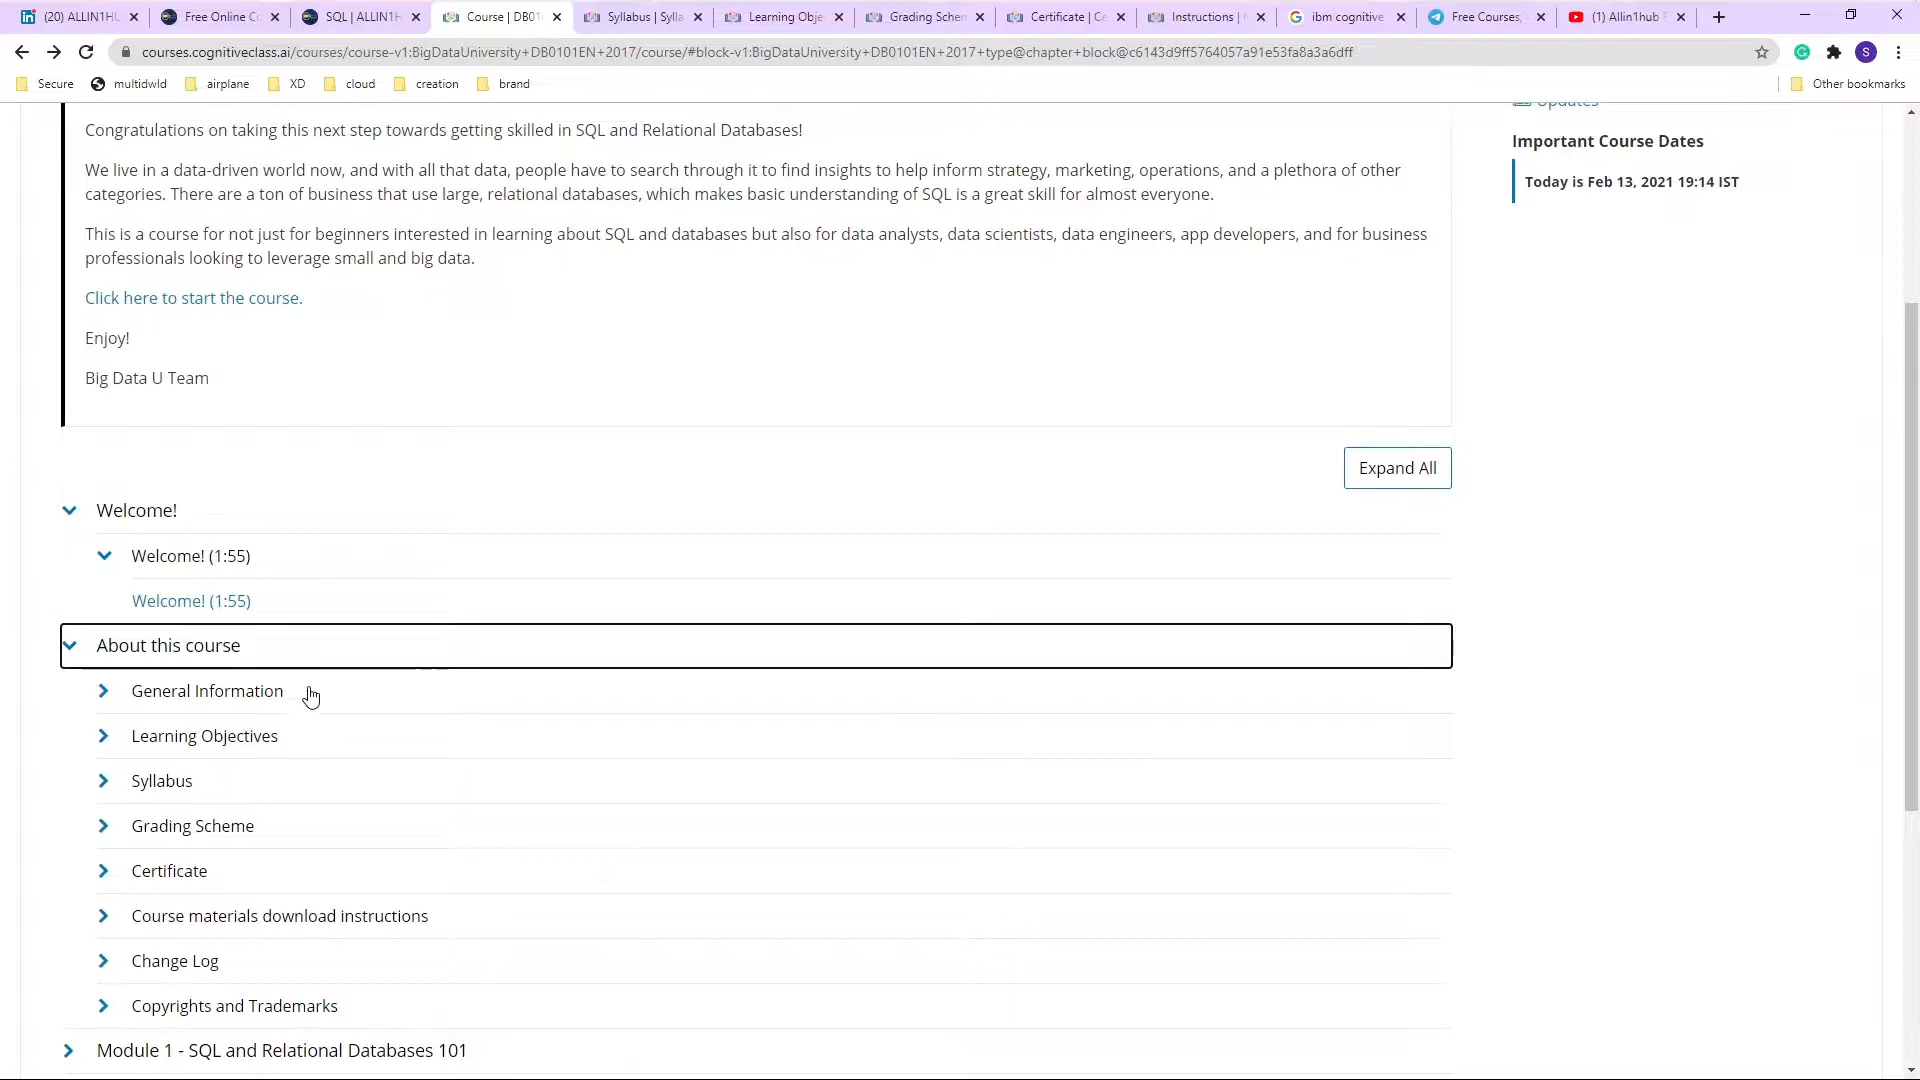 (20) ALLIN1HU
Free Online Co
SQL | ALLIN1H
Course | DB01
Syllabus | Sylla
Learning Obje
Grading Schem
Certificate | Ce
Instructions |
ibm cognitive
Free Courses,
(1) Allin1hub F
courses.cognitiveclass.ai/courses/course-v1:BigDataUniversity+DB0101EN+2017/course/#block-v1:BigDataUniversity+DB0101EN+2017+type@chapter+block@c6143d9ff5764057a91e53fa8a3a6dff
S
Secure
multidwld
airplane
XD
cloud
creation
brand
Other bookmarks
Updates
Congratulations on taking this next step towards getting skilled in SQL and Relational Databases!
Important Course Dates
We live in a data-driven world now, and with all that data, people have to search through it to find insights to help inform strategy, marketing, operations, and a plethora of other
categories. There are a ton of business that use large, relational databases, which makes basic understanding of SQL is a great skill for almost everyone.
Today is Feb 13, 2021 19:14 IST
This is a course for not just for beginners interested in learning about SQL and databases but also for data analysts, data scientists, data engineers, app developers, and for business
professionals looking to leverage small and big data.
Click here to start the course.
Enjoy!
Big Data U Team
Expand All
Welcome!
Welcome! (1:55)
Welcome! (1:55)
About this course
General Information
Learning Objectives
Syllabus
Grading Scheme
Certificate
Course materials download instructions
Change Log
Copyrights and Trademarks
Module 1 - SQL and Relational Databases 101